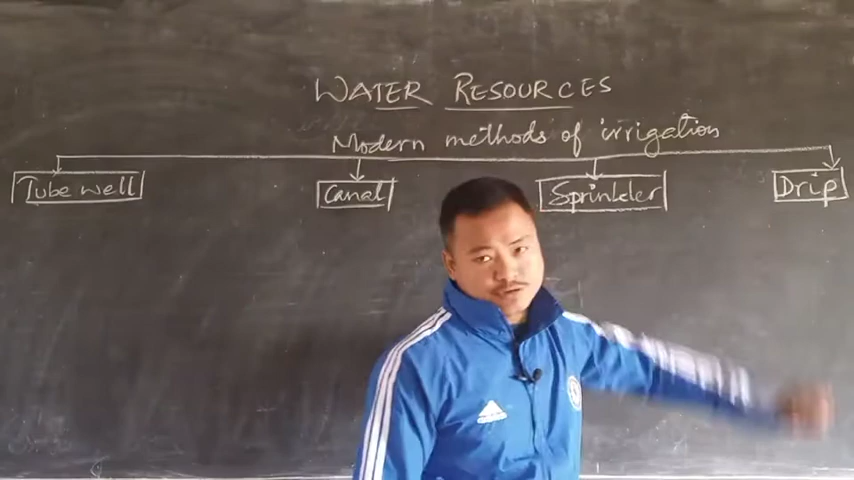 WATER RESOURCES
Modern methods of irrigation
Tube well Canal Sprinkler Drip